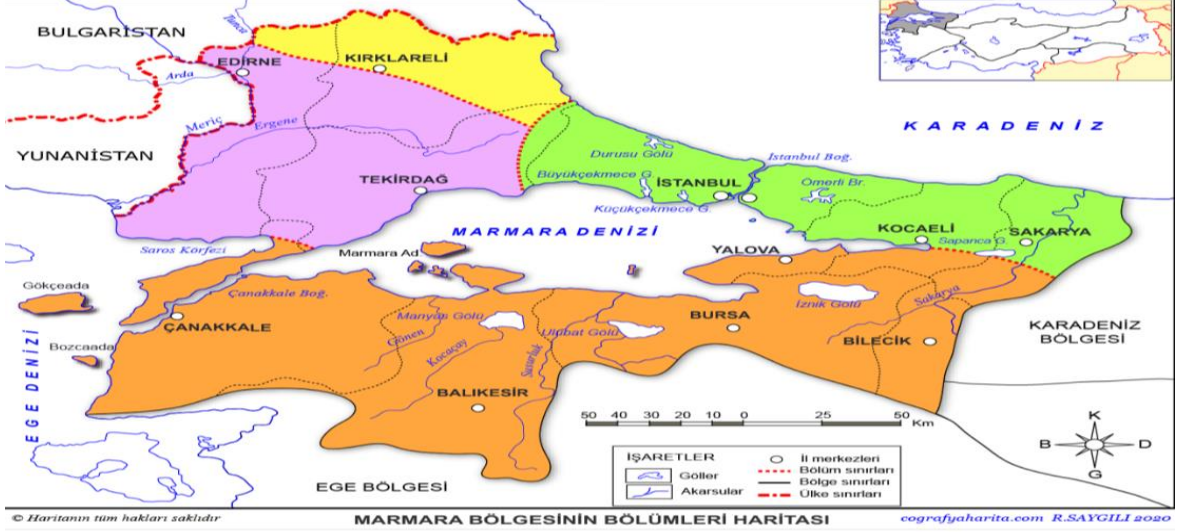 BULGARİSTAN
Tunca
KIRKLARELİ
EDİRNE
Arda
Meriç
Ergene
KARADENİZ
YUNANİSTAN
Durusu Gölü
İstanbul Boğ.
Büyükçekmece G.
TEKİRDAĞ
İSTANBUL
Ömerli Br.
Küçükçekmece G.
MARMARA DENİZİ
KOCAELİ
SAKARYA
Saros Körfezi
Marmara Ad
YALOVA
Sapanca G.
Gökçeada
Çanakkale Boğ.
İznik Gölü
Sakarya
Manyas Gölü
BURSA
ÇANAKKALE
Gönen
Ulubat Gölü
KARADENİZ
BÖLGESİ
Bozcaada
Kocaçay
Susurluk
BİLECİK
EGE DENİZİ
BALIKESİR
50 40 30 20 10 0 25 50
Km
K
B D
G
İŞARETLER
Göller
Akarsular
İl merkezleri
Bölüm sınırları
Bölge sınırları
Ülke sınırları
EGE BÖLGESİ
© Haritanın tüm hakları saklıdır
MARMARA BÖLGESİNİN BÖLÜMLERİ HARİTASI
cografyaharita.com R.SAYGILI 2020